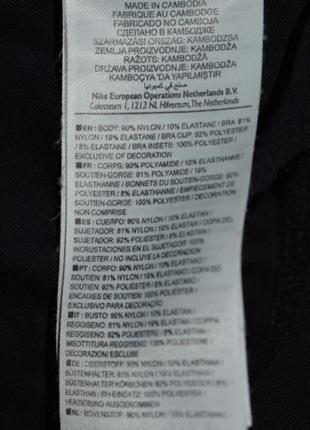 MADE IN CAMBODIA
FABRIQUE AU CAMBODGE
FABRICADO EN CAMBOYA
СДЕЛАНО В КАМБОДЖЕ
SZÁRMAZÁSI ORSZÁG: KAMBODZSA
ZEMLJA PROIZVODNJE: KAMBODŽA
RAŽOTS: KAMBODŽĀ
DRŽAVA PROIZVODNJE: KAMBODŽA
KAMBOÇYA'DA YAPILMIŞTIR
صنع في كمبوديا
Nike European Operations Netherlands B.V.
Colosseum 1, 1213 NL Hilversum, The Netherlands
EN: BODY: 90% NYLON / 10% ELASTANE / BRA: 81%
NYLON / 19% ELASTANE / BRA CUP: 92% POLYESTER
/ 8% ELASTANE / BRA INSETS: 100% POLYESTER /
EXCLUSIVE OF DECORATION
FR: CORPS: 90% POLYAMIDE / 10% ELASTHANNE /
SOUTIEN-GORGE: 81% POLYAMIDE / 19%
ELASTHANNE / BONNETS DU SOUTIEN-GORGE: 92%
POLYESTER / 8% ELASTHANNE / EMPIECEMENT DE
SOUTIEN-GORGE: 100% POLYESTER / DECORATION
NON COMPRISE
ES: CUERPO: 90% NYLON / 10% ELASTAN /
SUJETADOR: 81% NYLON / 19% ELASTAN / COPA DEL
SUJETADOR: 92% POLIÉSTER / 8% ELASTAN /
INCRUSTACIONES EN EL SUJETADOR: 100%
POLIÉSTER / NO INCLUYE LA DECORACIÓN
PT: CORPO: 90% NYLON / 10% ELASTANO /
SOUTIEN: 81% NYLON / 19% ELASTANO / COPA DO
SOUTIEN: 92% POLIÉSTER / 8% ELASTANO /
ENCAIXES DE SOUTIEN: 100% POLIÉSTER /
EXCLUSIVO PARA DECORAÇÃO
IT: BUSTO: 90% NYLON / 10% ELASTAN /
REGGISENO: 81% NYLON / 19% ELASTAN / COPPA
REGGISENO: 92% POLIESTERE / 8% ELASTAN /
IMBOTTITURA REGGISENO: 100% POLIESTERE /
DECORAZIONI ESCLUSE
DE: OBERSTOFF: 90% NYLON / 10% ELASTHAN /
BÜSTENHALTER: 81% NYLON / 19% ELASTHAN /
BÜSTENHALTERCUPS: 92% POLYESTER / 8%
ELASTHAN / BH-EINSATZ: 100% POLYESTER /
VERZIERUNG AUSGENOMMEN
NL: BOVENSTOF: 90% NYLON / 10% ELASTAAN /